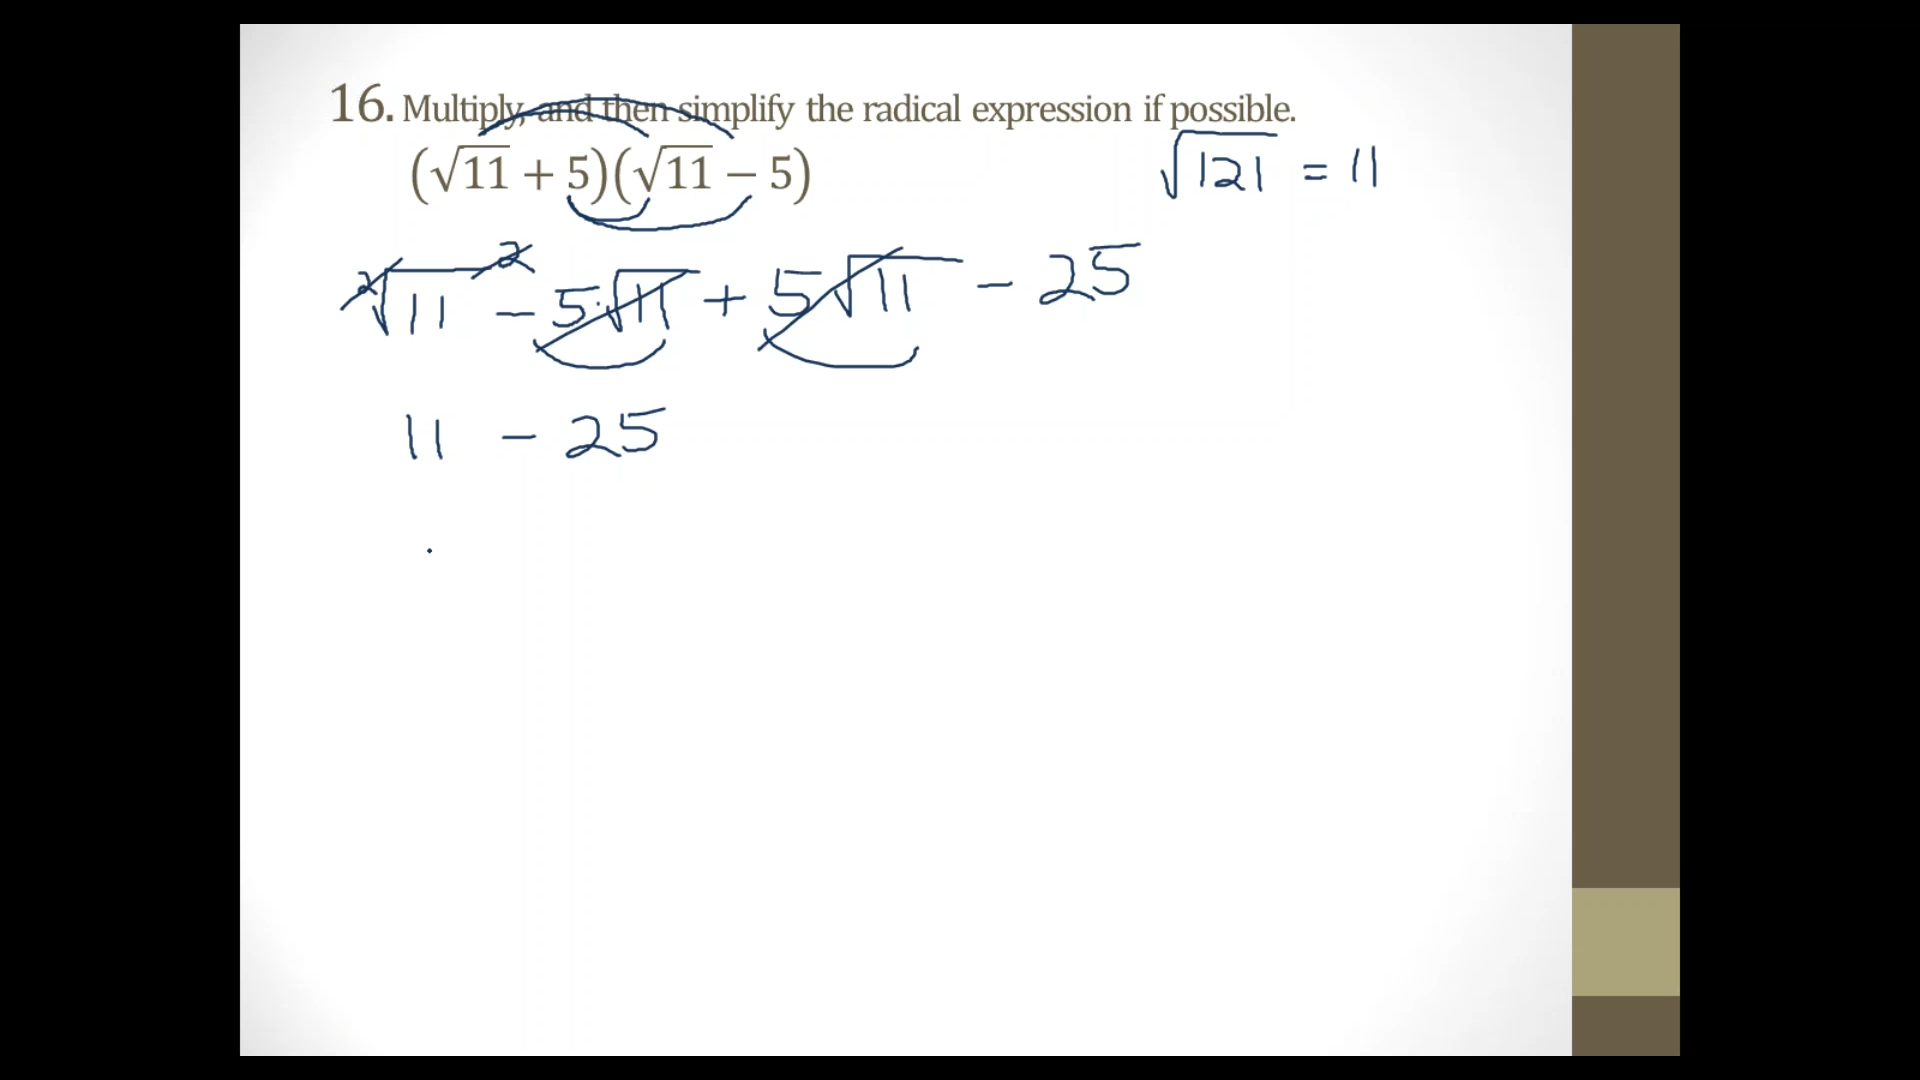 16. Multiply, and then simplify the radical expression if possible.
(√11 + 5)(√11 − 5)
√121 = 11
²√11² − 5·√11 + 5√11 − 25
11 − 25